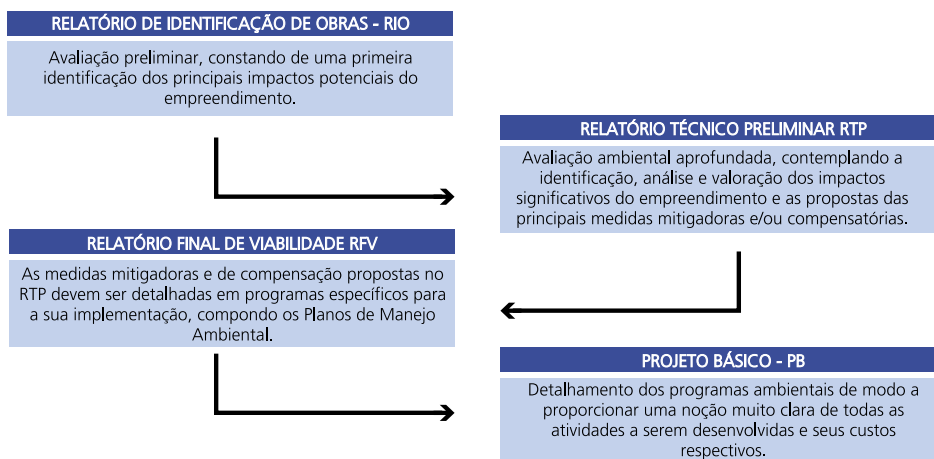 RELATÓRIO DE IDENTIFICAÇÃO DE OBRAS - RIO
Avaliação preliminar, constando de uma primeira
identificação dos principais impactos potenciais do
empreendimento.
RELATÓRIO TÉCNICO PRELIMINAR RTP
Avaliação ambiental aprofundada, contemplando a
identificação, análise e valoração dos impactos
significativos do empreendimento e as propostas das
principais medidas mitigadoras e/ou compensatórias.
RELATÓRIO FINAL DE VIABILIDADE RFV
As medidas mitigadoras e de compensação propostas no
RTP devem ser detalhadas em programas específicos para
a sua implementação, compondo os Planos de Manejo
Ambiental.
PROJETO BÁSICO - PB
Detalhamento dos programas ambientais de modo a
proporcionar uma noção muito clara de todas as
atividades a serem desenvolvidas e seus custos
respectivos.